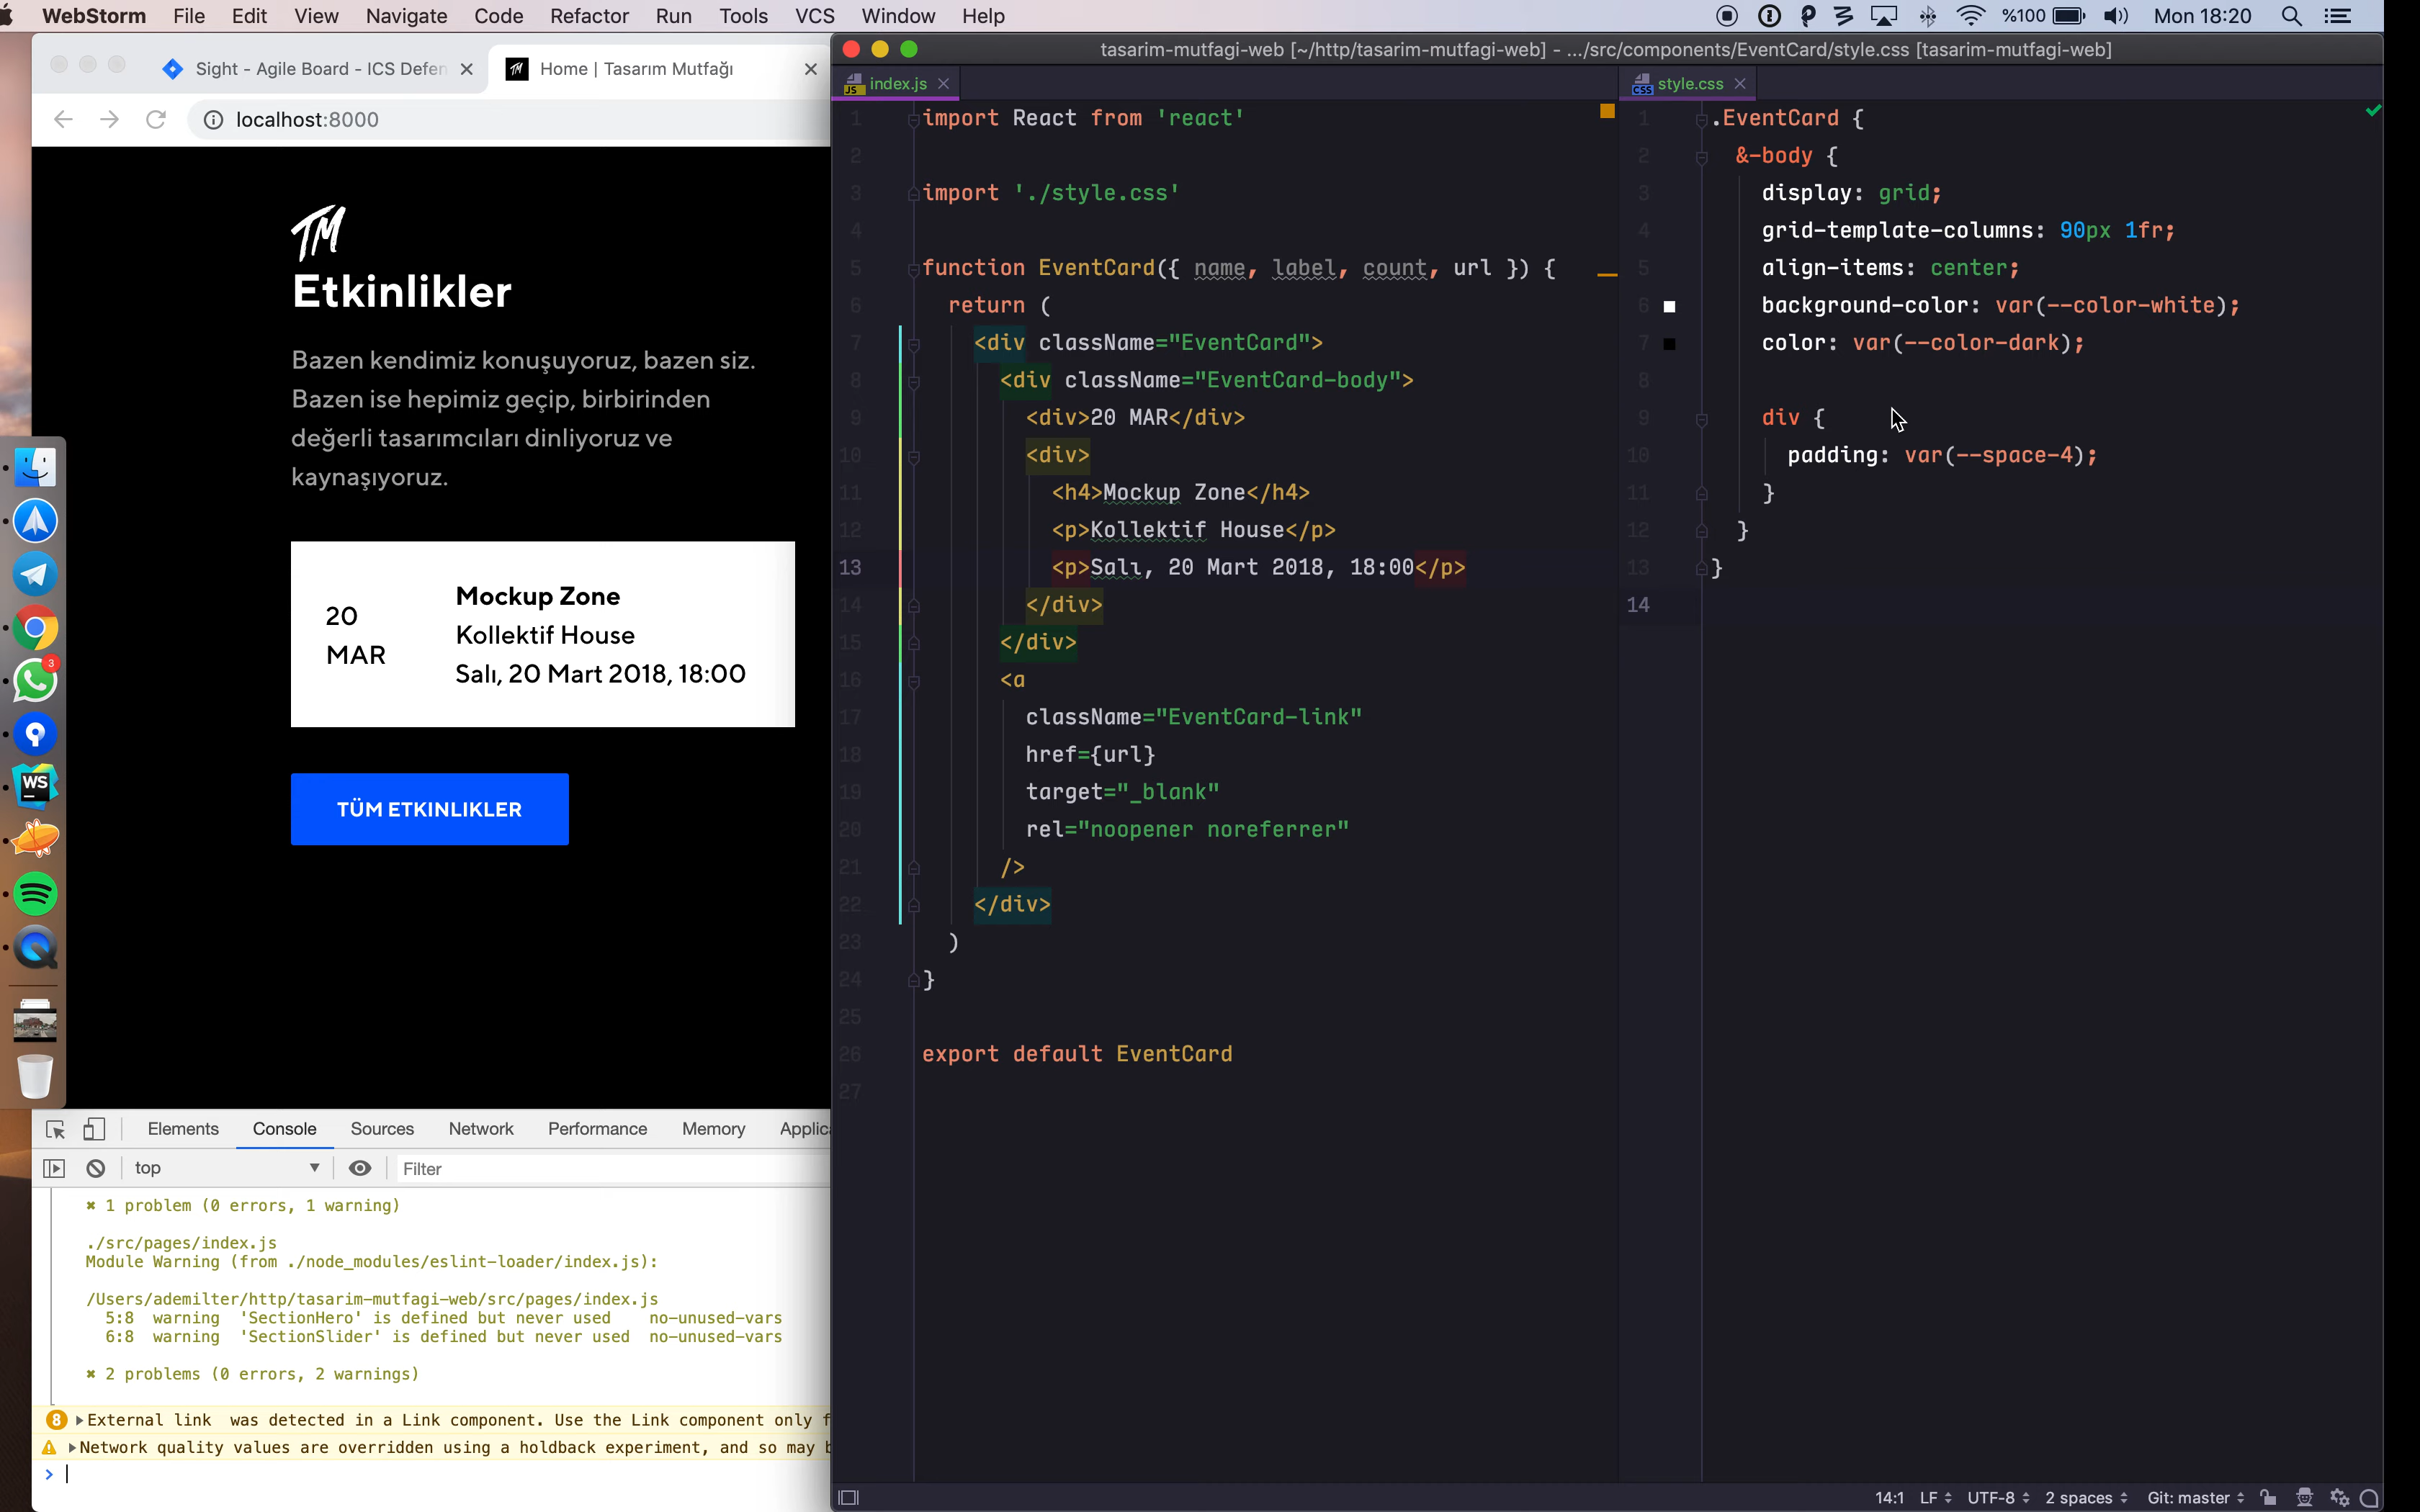 WebStorm File Edit View Navigate Code Refactor Run Tools VCS Window Help
%100 Mon 18:20
Sight - Agile Board - ICS Defen
Home | Tasarım Mutfağı
localhost:8000
TM
Etkinlikler
Bazen kendimiz konuşuyoruz, bazen siz.
Bazen ise hepimiz geçip, birbirinden
değerli tasarımcıları dinliyoruz ve
kaynaşıyoruz.
20
MAR
Mockup Zone
Kollektif House
Salı, 20 Mart 2018, 18:00
TÜM ETKINLIKLER
3
WS
Elements Console Sources Network Performance Memory Applic
top
Filter
✖ 1 problem (0 errors, 1 warning)
./src/pages/index.js
Module Warning (from ./node_modules/eslint-loader/index.js):
/Users/ademilter/http/tasarim-mutfagi-web/src/pages/index.js
5:8 warning 'SectionHero' is defined but never used no-unused-vars
6:8 warning 'SectionSlider' is defined but never used no-unused-vars
✖ 2 problems (0 errors, 2 warnings)
8 External link was detected in a Link component. Use the Link component only f
Network quality values are overridden using a holdback experiment, and so may b
>
tasarim-mutfagi-web [~/http/tasarim-mutfagi-web] - .../src/components/EventCard/style.css [tasarim-mutfagi-web]
JS index.js
1 import React from 'react'
2
3 import './style.css'
4
5 function EventCard({ name, label, count, url }) {
6 return (
7 <div className="EventCard">
8 <div className="EventCard-body">
9 <div>20 MAR</div>
10 <div>
11 <h4>Mockup Zone</h4>
12 <p>Kollektif House</p>
13 <p>Salı, 20 Mart 2018, 18:00</p>
14 </div>
15 </div>
16 <a
17 className="EventCard-link"
18 href={url}
19 target="_blank"
20 rel="noopener noreferrer"
21 />
22 </div>
23 )
24 }
25
26 export default EventCard
27
CSS style.css
1 .EventCard {
2 &-body {
3 display: grid;
4 grid-template-columns: 90px 1fr;
5 align-items: center;
6 background-color: var(--color-white);
7 color: var(--color-dark);
8
9 div {
10 padding: var(--space-4);
11 }
12 }
13 }
14
14:1 LF UTF-8 2 spaces Git: master